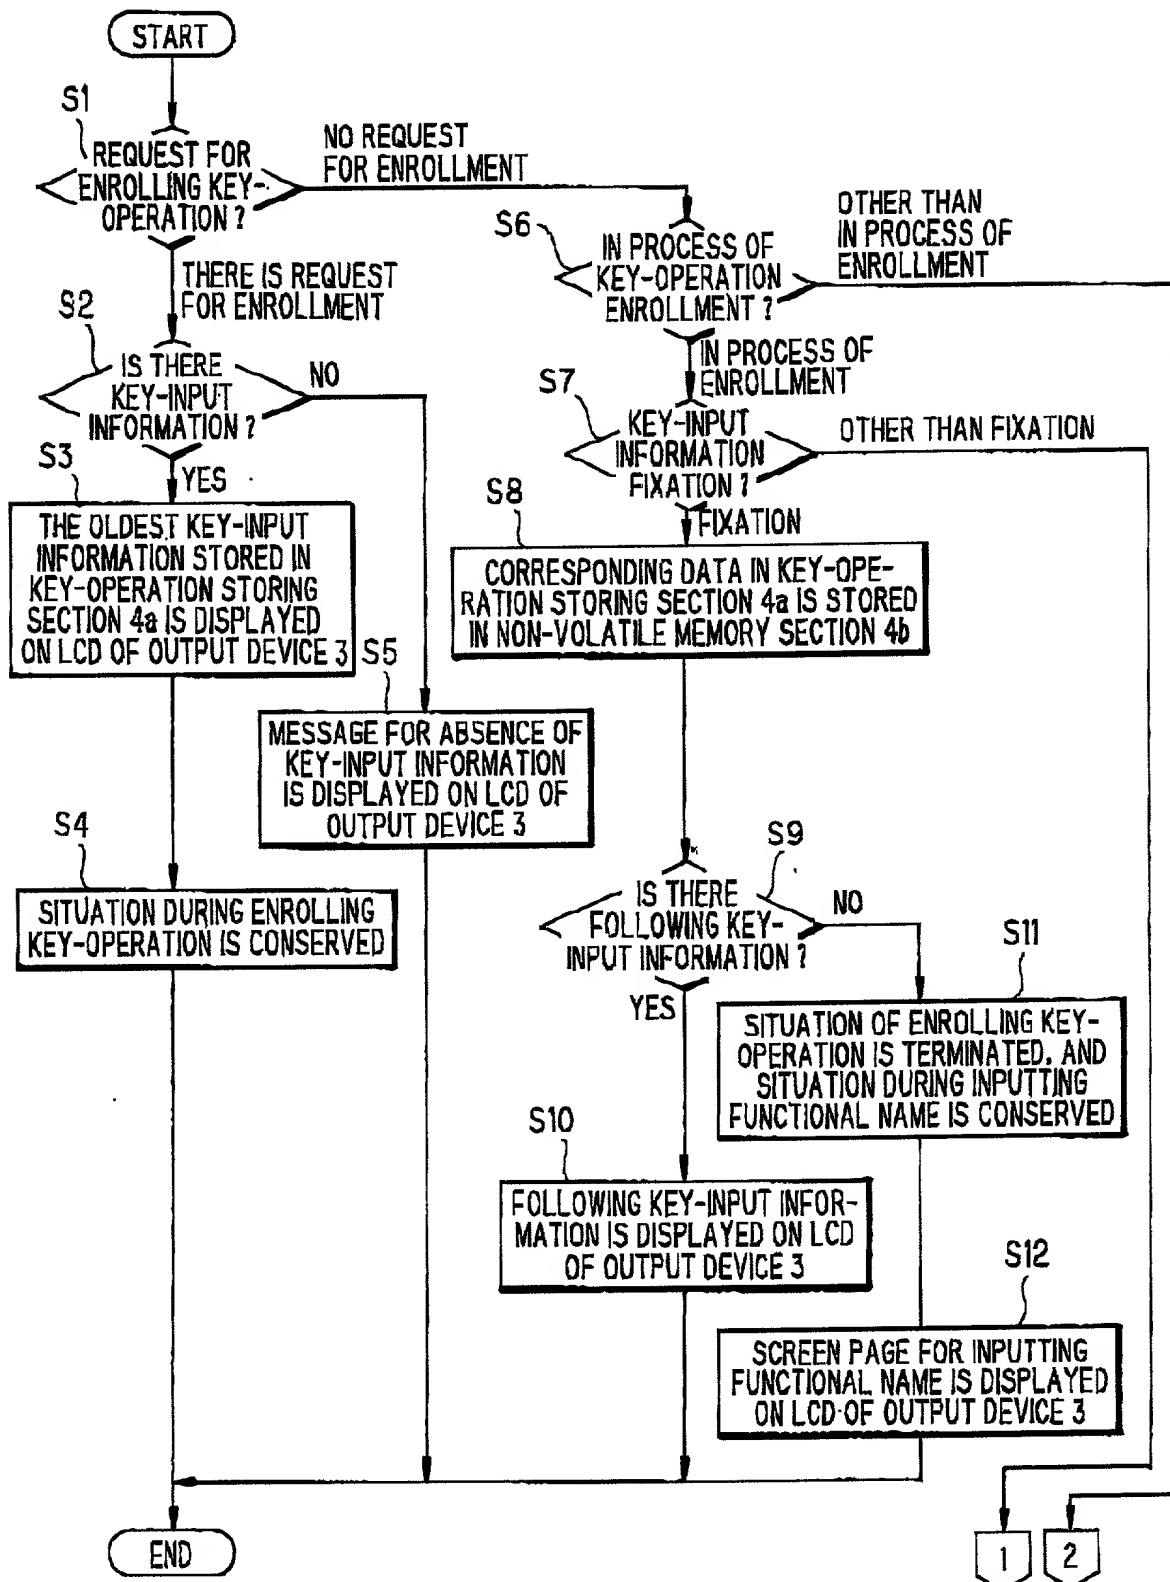 START
S1
REQUEST FOR
ENROLLING KEY-
OPERATION ?
NO REQUEST
FOR ENROLLMENT
THERE IS REQUEST
FOR ENROLLMENT
S2
IS THERE
KEY-INPUT
INFORMATION ?
NO
YES
S3
THE OLDEST KEY-INPUT
INFORMATION STORED IN
KEY-OPERATION STORING
SECTION 4a IS DISPLAYED
ON LCD OF OUTPUT DEVICE 3
S4
SITUATION DURING ENROLLING
KEY-OPERATION IS CONSERVED
S5
MESSAGE FOR ABSENCE OF
KEY-INPUT INFORMATION
IS DISPLAYED ON LCD OF
OUTPUT DEVICE 3
S6
IN PROCESS OF
KEY-OPERATION
ENROLLMENT ?
OTHER THAN
IN PROCESS OF
ENROLLMENT
IN PROCESS OF
ENROLLMENT
S7
KEY-INPUT
INFORMATION
FIXATION ?
OTHER THAN FIXATION
FIXATION
S8
CORRESPONDING DATA IN KEY-OPE-
RATION STORING SECTION 4a IS STORED
IN NON-VOLATILE MEMORY SECTION 4b
S9
IS THERE
FOLLOWING KEY-
INPUT INFORMATION ?
NO
YES
S10
FOLLOWING KEY-INPUT INFOR-
MATION IS DISPLAYED ON LCD
OF OUTPUT DEVICE 3
S11
SITUATION OF ENROLLING KEY-
OPERATION IS TERMINATED. AND
SITUATION DURING INPUTTING
FUNCTIONAL NAME IS CONSERVED
S12
SCREEN PAGE FOR INPUTTING
FUNCTIONAL NAME IS DISPLAYED
ON LCD OF OUTPUT DEVICE 3
END
1
2